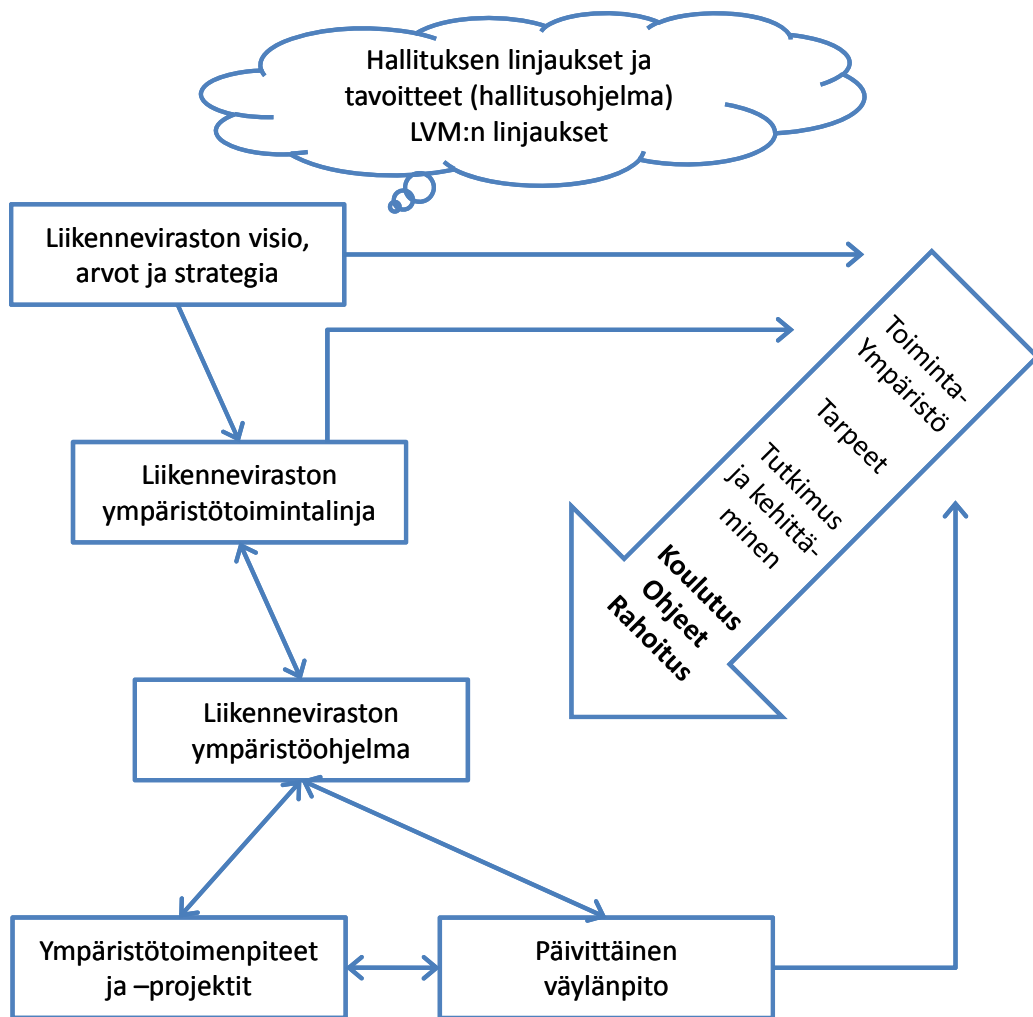 Hallituksen linjaukset ja
tavoitteet (hallitusohjelma)
LVM:n linjaukset
Liikenneviraston visio,
arvot ja strategia
Toiminta-
Ympäristö
Tarpeet
Tutkimus
ja kehittä-
minen
Koulutus
Ohjeet
Rahoitus
Liikenneviraston
ympäristötoimintalinja
Liikenneviraston
ympäristöohjelma
Ympäristötoimenpiteet
ja –projektit
Päivittäinen
väylänpito